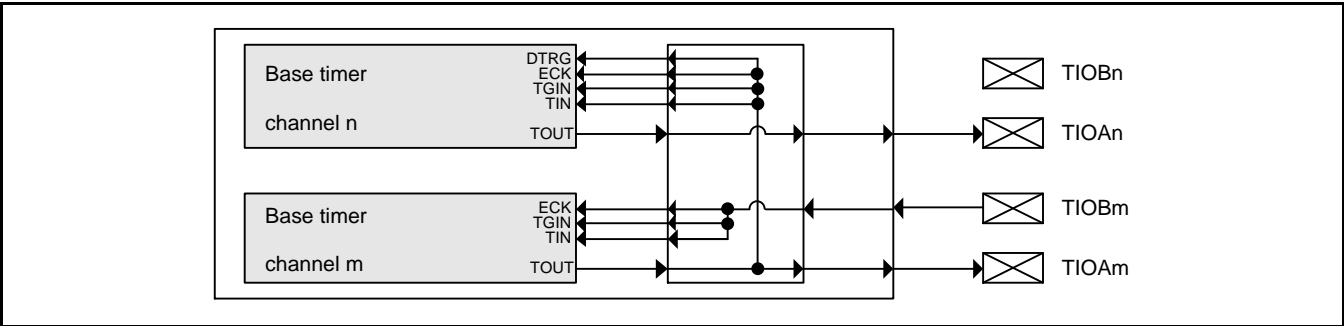 Base timer
channel n
DTRG
ECK
TGIN
TIN
TOUT
TIOBn
TIOAn
Base timer
channel m
ECK
TGIN
TIN
TOUT
TIOBm
TIOAm